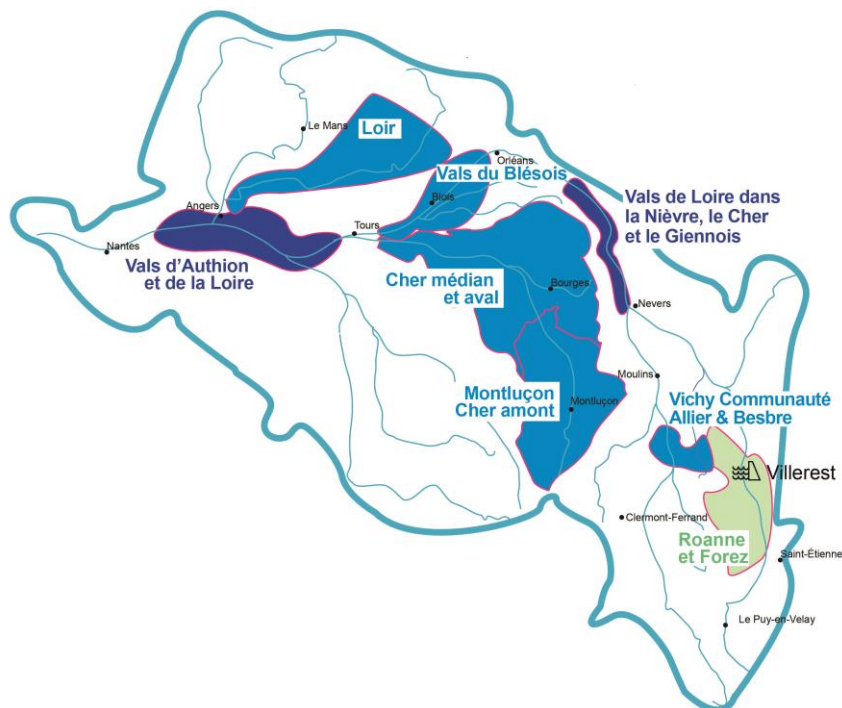 Le Mans
Loir
Orléans
Vals du Blésois
Blois
Vals de Loire dans
la Nièvre, le Cher
et le Giennois
Angers
Tours
Nantes
Vals d'Authion
et de la Loire
Cher médian
et aval
Bourges
Nevers
Moulins
Montluçon
Cher amont
Montluçon
Vichy Communauté
Allier & Besbre
Villerest
Clermont-Ferrand
Roanne
et Forez
Saint-Étienne
Le Puy-en-Velay